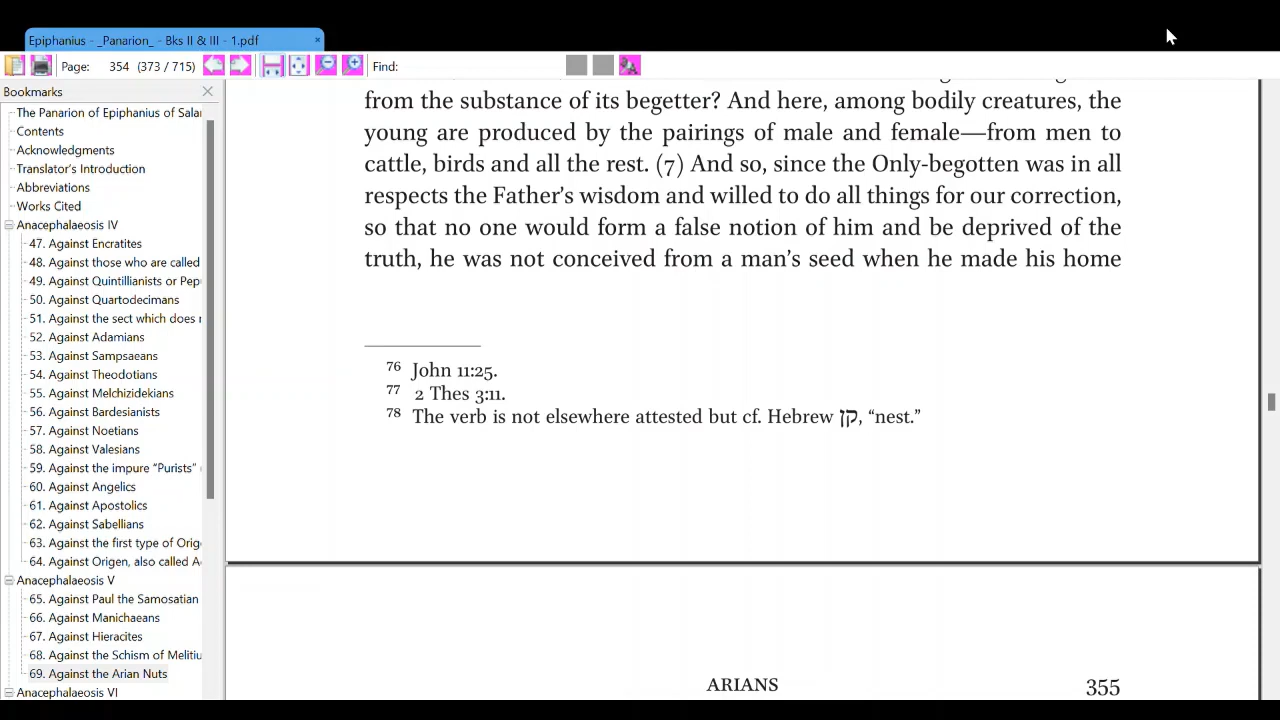 Epiphanius - _Panarion_ - Bks II & III - 1.pdf
Page: 354 (373 / 715) Find:
Bookmarks
The Panarion of Epiphanius of Sala
Contents
Acknowledgments
Translator's Introduction
Abbreviations
Works Cited
Anacephalaeosis IV
47. Against Encratites
48. Against those who are called
49. Against Quintillianists or Pep
50. Against Quartodecimans
51. Against the sect which does r
52. Against Adamians
53. Against Sampsaeans
54. Against Theodotians
55. Against Melchizidekians
56. Against Bardesianists
57. Against Noetians
58. Against Valesians
59. Against the impure "Purists" (
60. Against Angelics
61. Against Apostolics
62. Against Sabellians
63. Against the first type of Orig
64. Against Origen, also called A
Anacephalaeosis V
65. Against Paul the Samosatian
66. Against Manichaeans
67. Against Hieracites
68. Against the Schism of Melitiu
69. Against the Arian Nuts
Anacephalaeosis VI
from the substance of its begetter? And here, among bodily creatures, the
young are produced by the pairings of male and female—from men to
cattle, birds and all the rest. (7) And so, since the Only-begotten was in all
respects the Father's wisdom and willed to do all things for our correction,
so that no one would form a false notion of him and be deprived of the
truth, he was not conceived from a man's seed when he made his home
76 John 11:25.
77 2 Thes 3:11.
78 The verb is not elsewhere attested but cf. Hebrew קן, "nest."
ARIANS 355